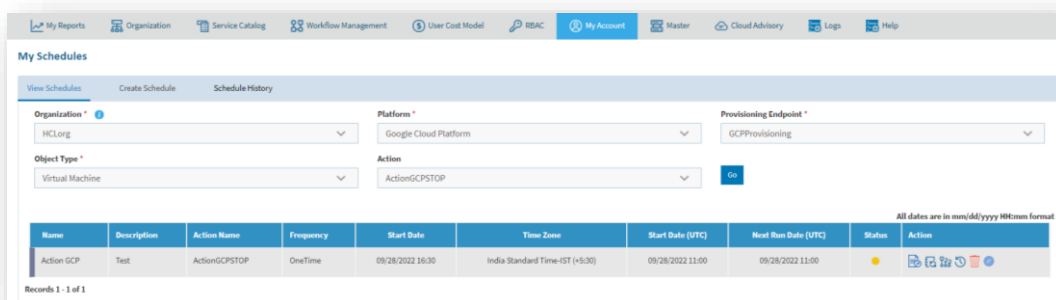 My Reports Organization Service Catalog Workflow Management User Cost Model RBAC My Account Master Cloud Advisory Logs Help
My Schedules
View Schedules Create Schedule Schedule History
Organization * Platform * Provisioning Endpoint *
HCLorg Google Cloud Platform GCPProvisioning
Object Type * Action
Virtual Machine ActionGCPSTOP Go
All dates are in mm/dd/yyyy HH:mm format
Name Description Action Name Frequency Start Date Time Zone Start Date (UTC) Next Run Date (UTC) Status Action
Action GCP Test ActionGCPSTOP OneTime 09/28/2022 16:30 India Standard Time-IST (+5:30) 09/28/2022 11:00 09/28/2022 11:00
Records 1 - 1 of 1